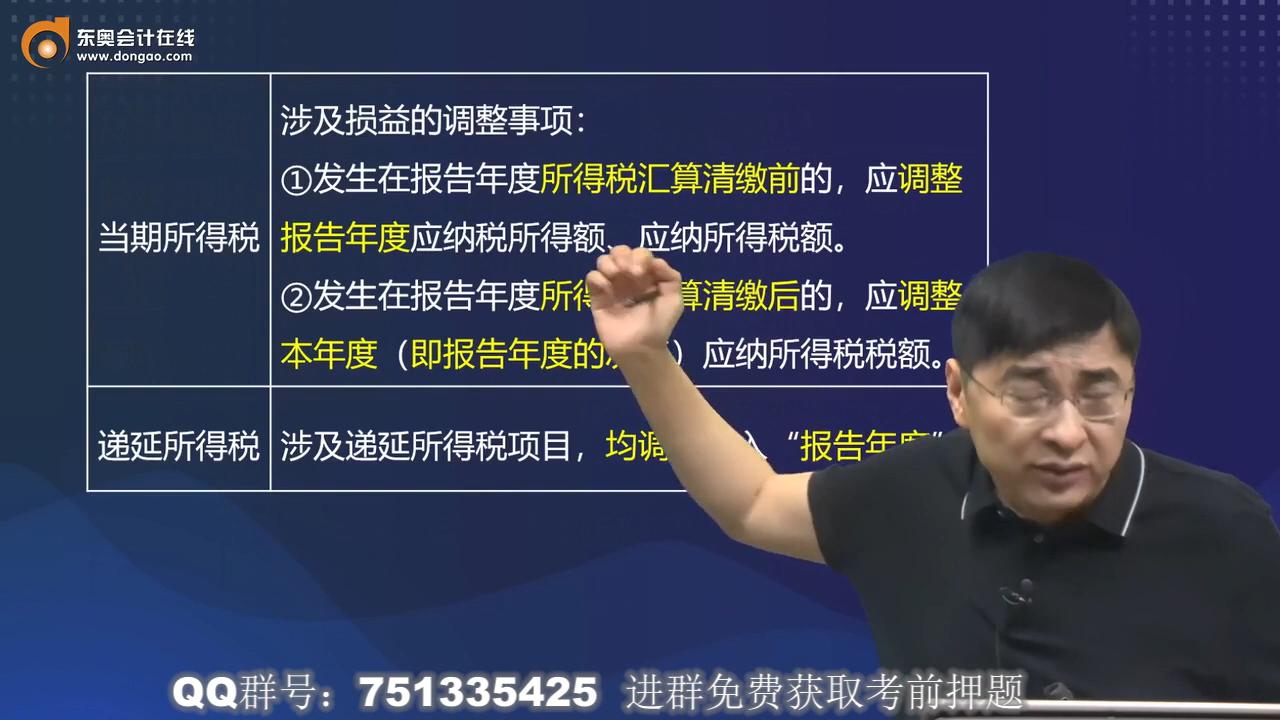 东奥会计在线
www.dongao.com
涉及损益的调整事项：
①发生在报告年度所得税汇算清缴前的，应调整
当期所得税
报告年度应纳税所得额、应纳所得税额。
②发生在报告年度所得 算清缴后的，应调整
本年度（即报告年度的 ）应纳所得税税额。
递延所得税
涉及递延所得税项目，均调 入“报告年度”
QQ群号：751335425 进群免费获取考前押题